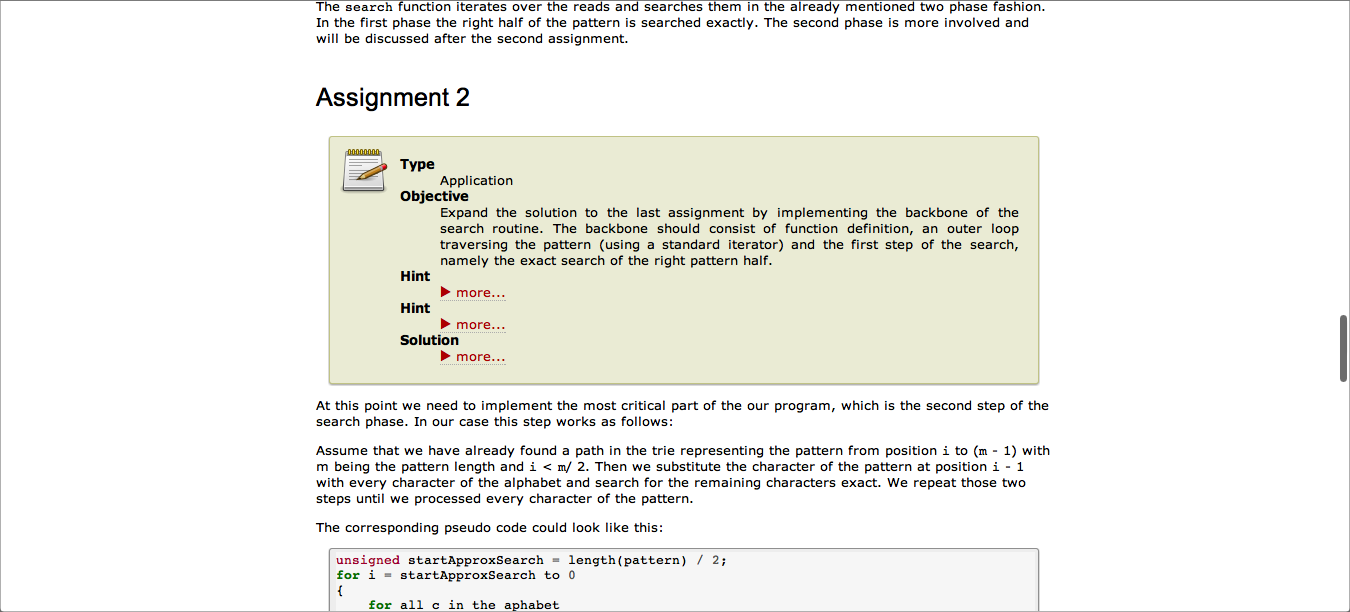 The search function iterates over the reads and searches them in the already mentioned two phase fashion.
In the first phase the right half of the pattern is searched exactly. The second phase is more involved and
will be discussed after the second assignment.
Assignment 2
Type
Application
Objective
Expand the solution to the last assignment by implementing the backbone of the
search routine. The backbone should consist of function definition, an outer loop
traversing the pattern (using a standard iterator) and the first step of the search,
namely the exact search of the right pattern half.
Hint
more...
Hint
more...
Solution
more...
At this point we need to implement the most critical part of the our program, which is the second step of the
search phase. In our case this step works as follows:
Assume that we have already found a path in the trie representing the pattern from position i to (m - 1) with
m being the pattern length and i < m/ 2. Then we substitute the character of the pattern at position i - 1
with every character of the alphabet and search for the remaining characters exact. We repeat those two
steps until we processed every character of the pattern.
The corresponding pseudo code could look like this:
unsigned startApproxSearch = length(pattern) / 2;
for i = startApproxSearch to 0
{
for all c in the aphabet